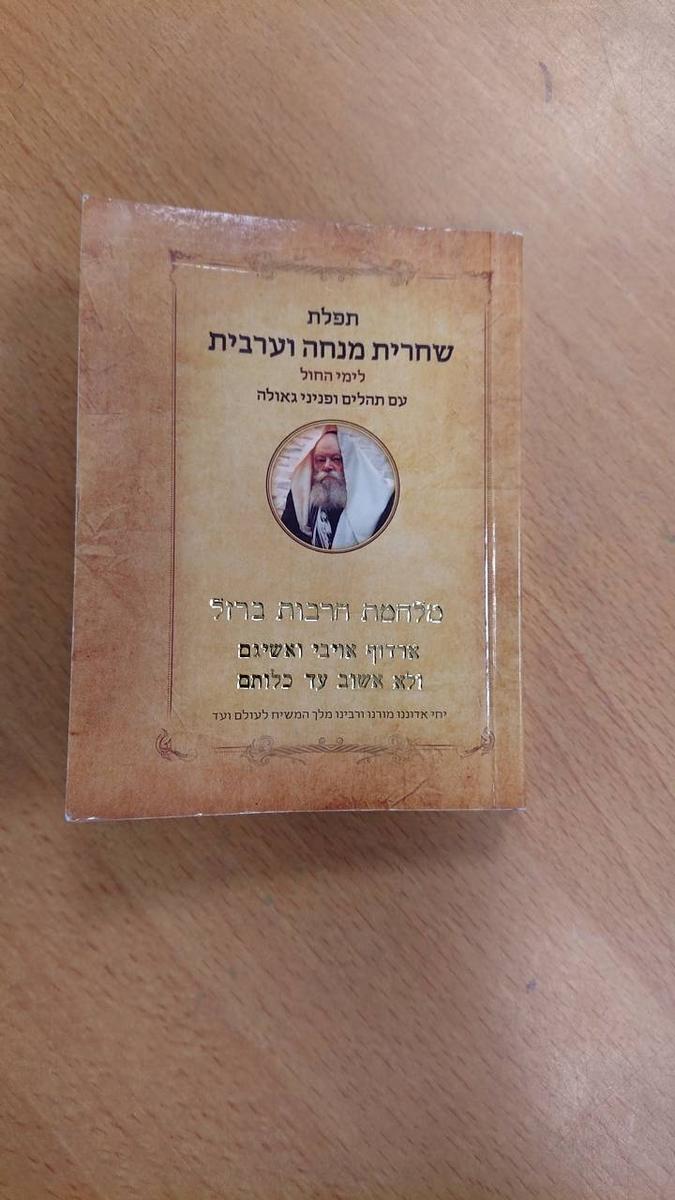 תפלת
שחרית מנחה וערבית
לימי החול
עם תהלים ופניני גאולה
מלחמת חרבות ברזל
ארדוף אויבי ואשיגם
ולא אשוב עד כלותם
יחי אדוננו מורנו ורבינו מלך המשיח לעולם ועד